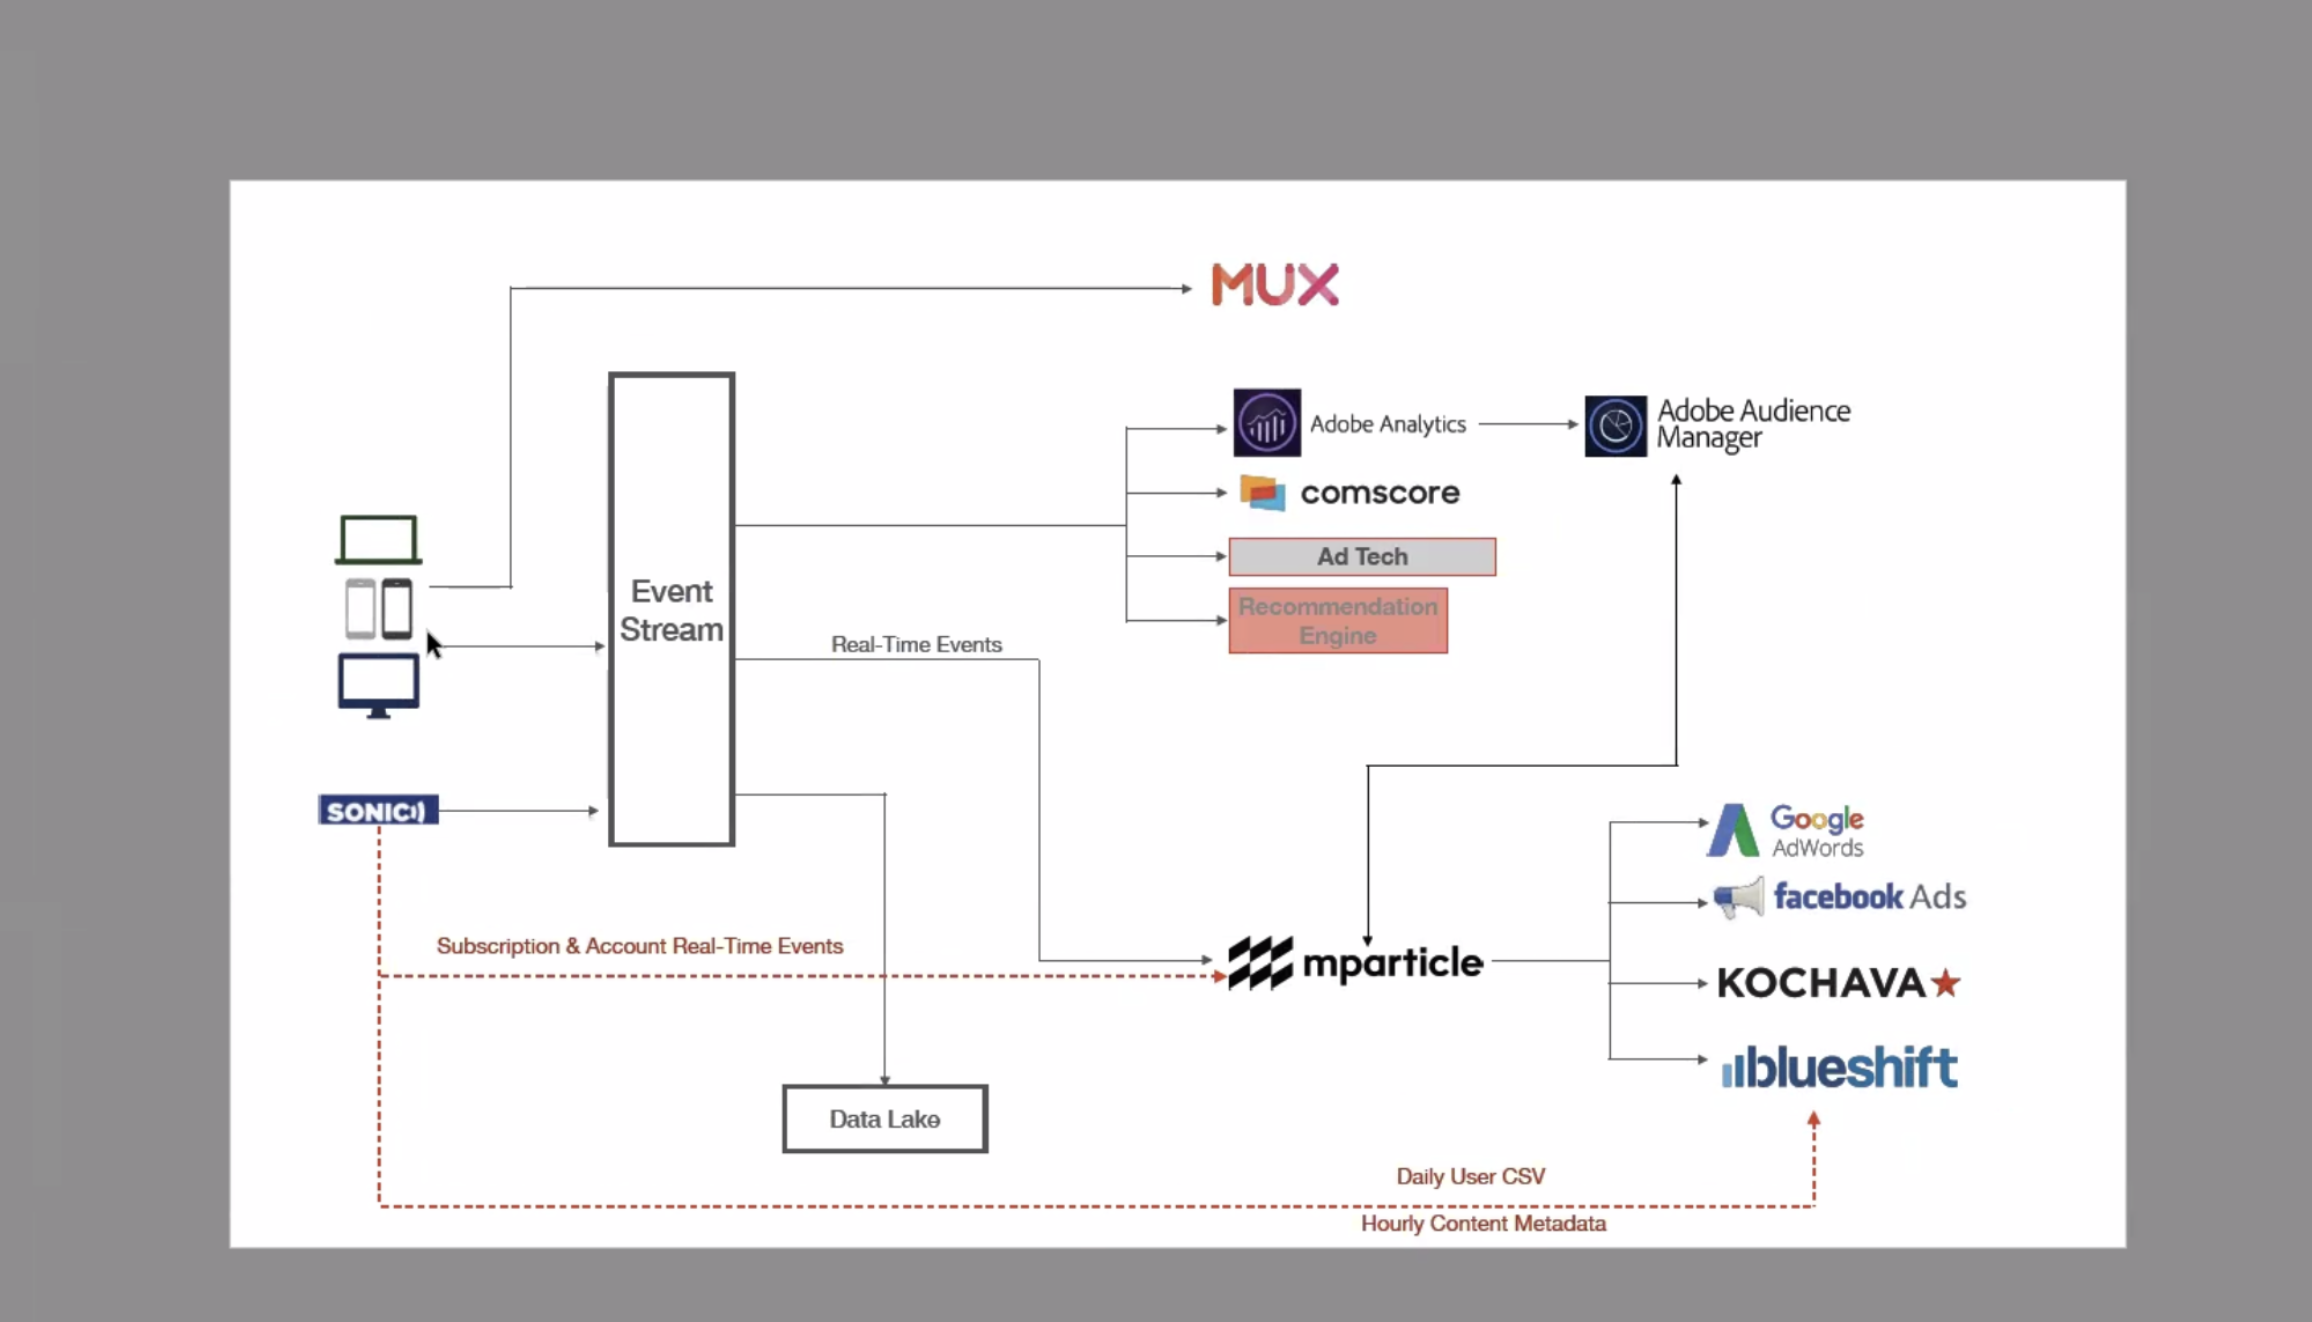 MUX
Adobe Analytics
Adobe Audience
Manager
comscore
Ad Tech
Recommendation
Engine
Event
Stream
Real-Time Events
SONIC
Google
AdWords
facebook Ads
Subscription & Account Real-Time Events
mparticle
KOCHAVA
blueshift
Data Lake
Daily User CSV
Hourly Content Metadata